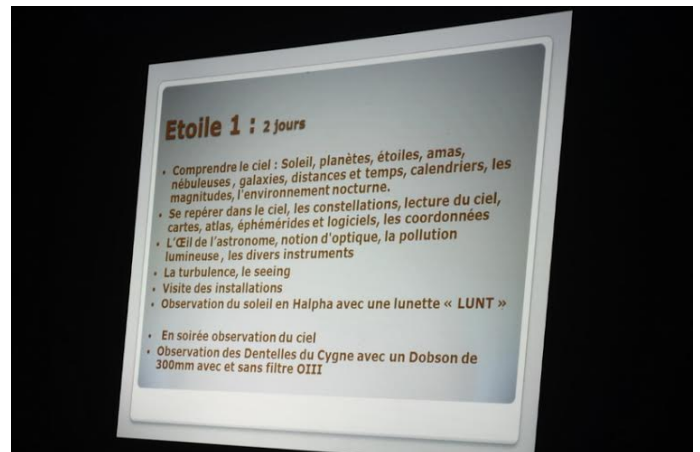 Etoile 1 : 2 jours
• Comprendre le ciel : Soleil, planètes, étoiles, amas,
nébuleuses, galaxies, distances et temps, calendriers, les
magnitudes, l'environnement nocturne.
• Se repérer dans le ciel, les constellations, lecture du ciel,
cartes, atlas, éphémérides et logiciels, les coordonnées
• L'Œil de l'astronome, notion d'optique, la pollution
lumineuse, les divers instruments
• La turbulence, le seeing
• Visite des installations
• Observation du soleil en Halpha avec une lunette « LUNT »
• En soirée observation du ciel
• Observation des Dentelles du Cygne avec un Dobson de
300mm avec et sans filtre OIII